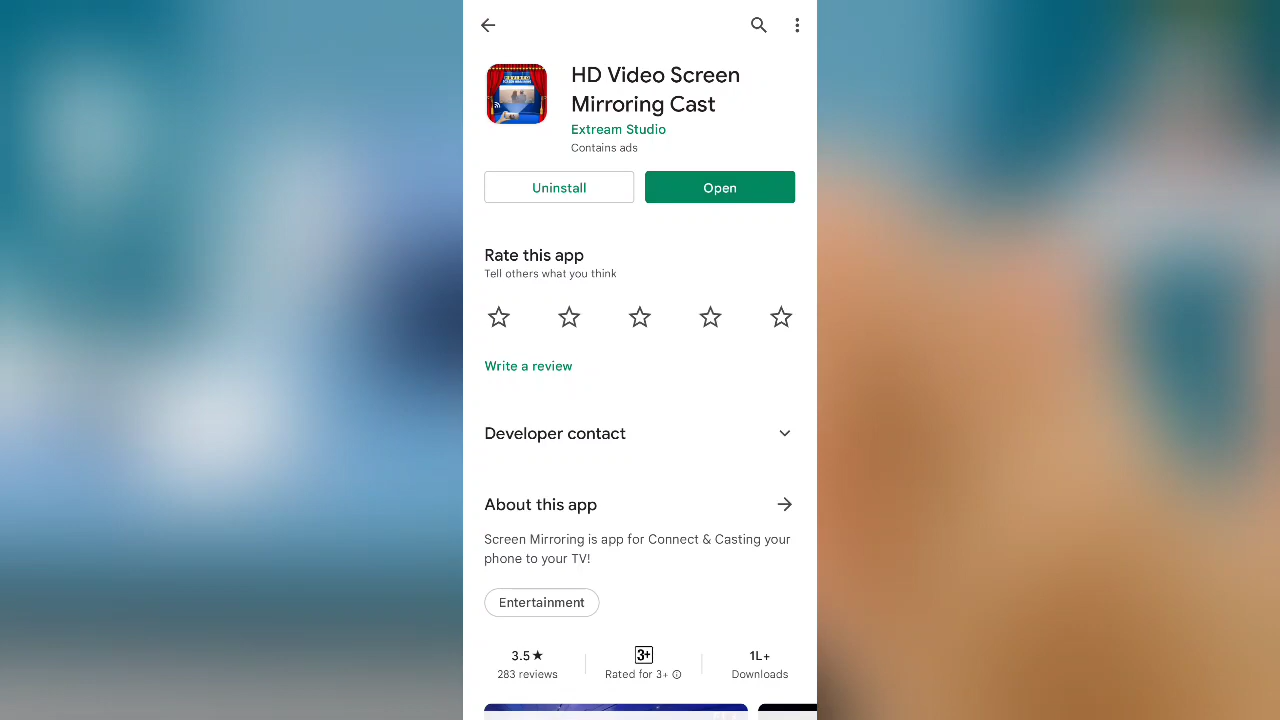 HD Video Screen
Mirroring Cast
Extream Studio
Contains ads
Uninstall
Open
Rate this app
Tell others what you think
Write a review
Developer contact
About this app
Screen Mirroring is app for Connect & Casting your
phone to your TV!
Entertainment
3.5★
283 reviews
3+
Rated for 3+
1L+
Downloads